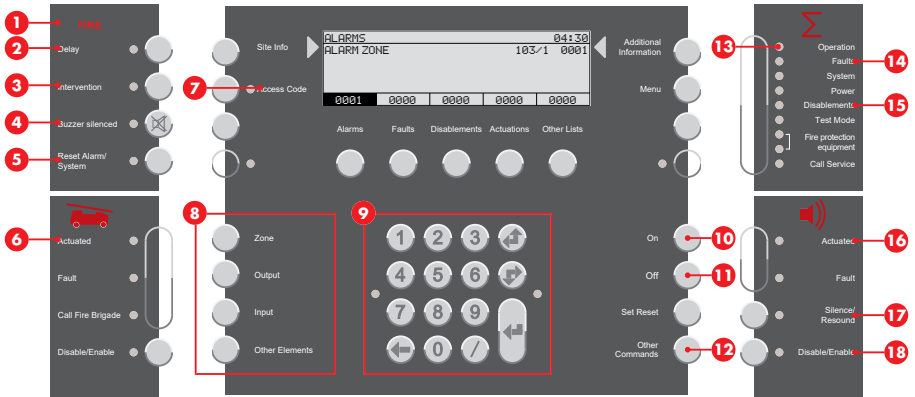 1
FIRE
2
Delay
3
Intervention
4
Buzzer silenced
5
Reset Alarm/
System
6
Actuated
Fault
Call Fire Brigade
Disable/Enable
Site Info
7
Access Code
ALARMS 04:30
ALARM ZONE 103/1 0001
0001 0000 0000 0000 0000
Alarms Faults Disablements Actuations Other Lists
Additional
Information
Menu
8
Zone
Output
Input
Other Elements
9
1 2 3
4 5 6
7 8 9
0 /
On
10
Off
11
Set Reset
Other
Commands
12
Σ
13
Operation
Faults
14
System
Power
Disablements
15
Test Mode
Fire protection
equipment
Call Service
Actuated
16
Fault
Silence/
Resound
17
Disable/Enable
18